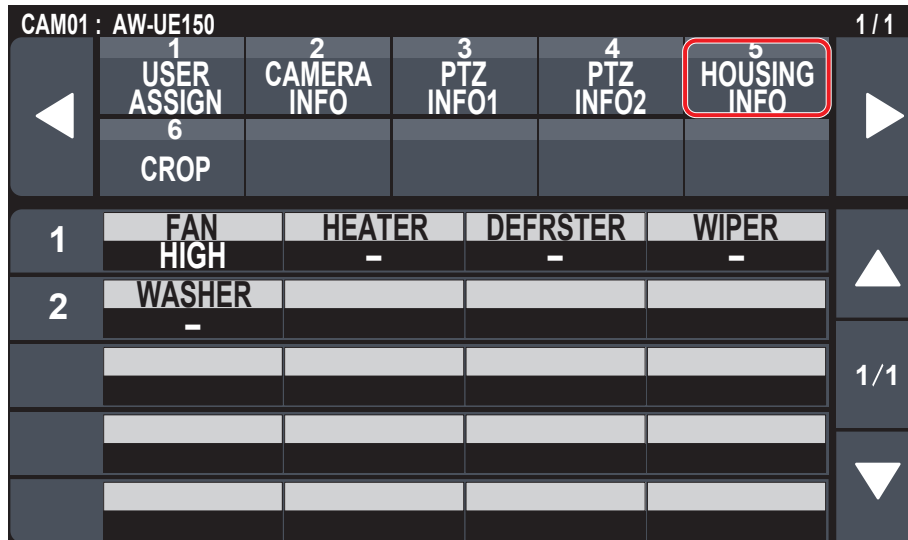 CAM01 : AW-UE150 1 / 1
1 2 3 4 5
USER CAMERA PTZ PTZ HOUSING
ASSIGN INFO INFO1 INFO2 INFO
6
CROP
1 FAN HEATER DEFRSTER WIPER
HIGH – – –
2 WASHER
–
1/1